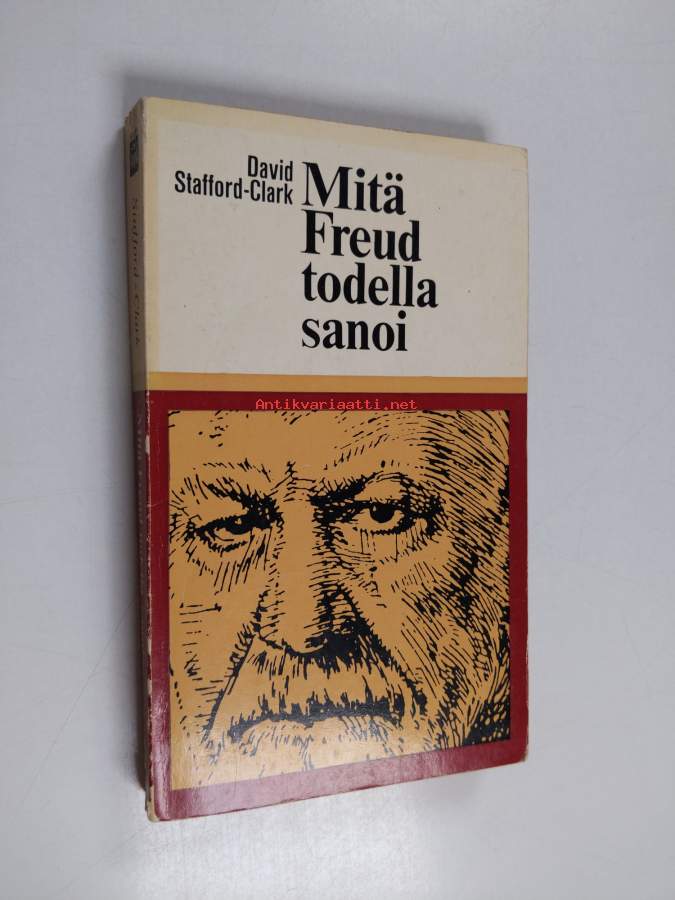 David
Stafford-Clark
Mitä
Freud
todella
sanoi
Antikvariaatti.net
Stafford-Clark